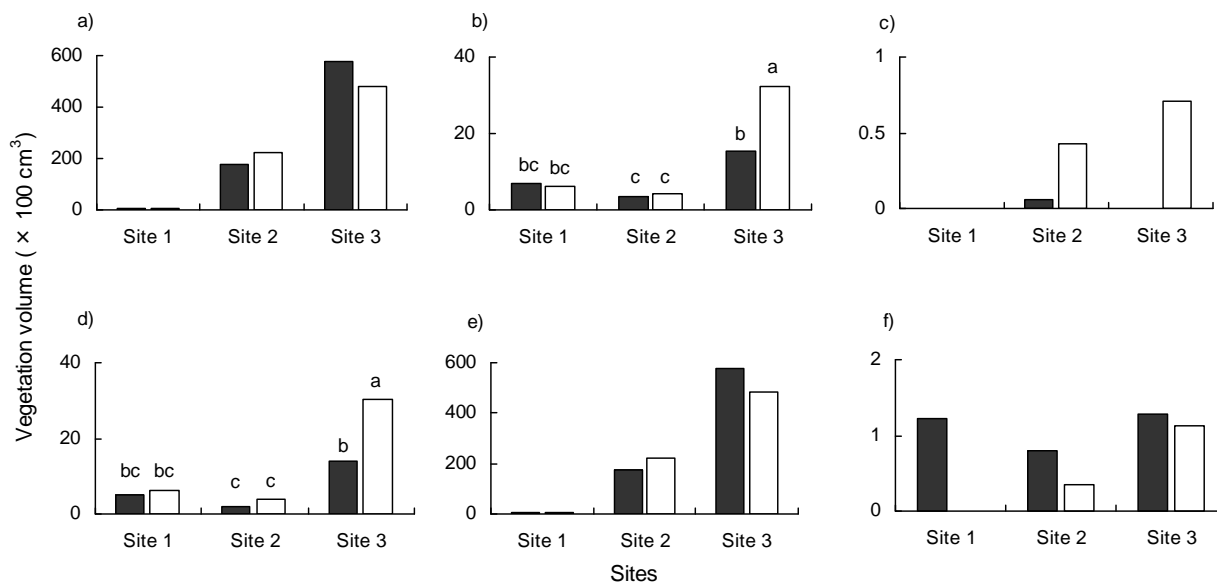 a)
600
400
200
0
Site 1 Site 2 Site 3
b)
40
20
0
bc bc c c b a
Site 1 Site 2 Site 3
c)
1
0.5
0
Site 1 Site 2 Site 3
Vegetation volume ( × 100 cm³)
d)
40
20
0
bc bc c c b a
Site 1 Site 2 Site 3
e)
600
400
200
0
Site 1 Site 2 Site 3
f)
2
1
0
Site 1 Site 2 Site 3
Sites